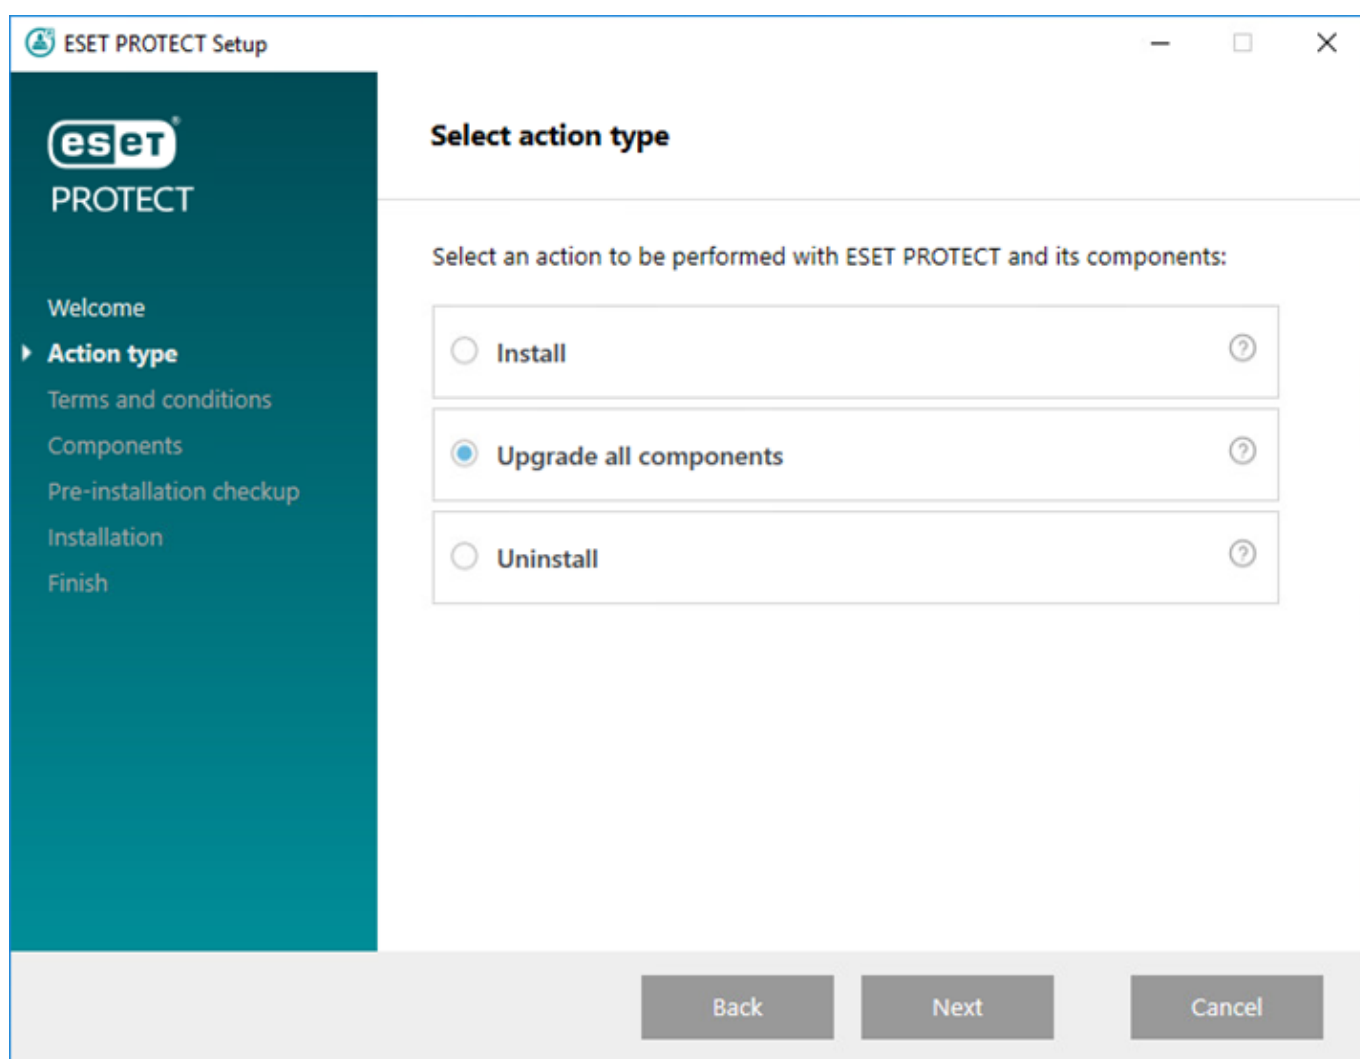 ESET PROTECT Setup
eset®
PROTECT
Welcome
Action type
Terms and conditions
Components
Pre-installation checkup
Installation
Finish
Select action type
Select an action to be performed with ESET PROTECT and its components:
Install ?
Upgrade all components ?
Uninstall ?
Back Next Cancel